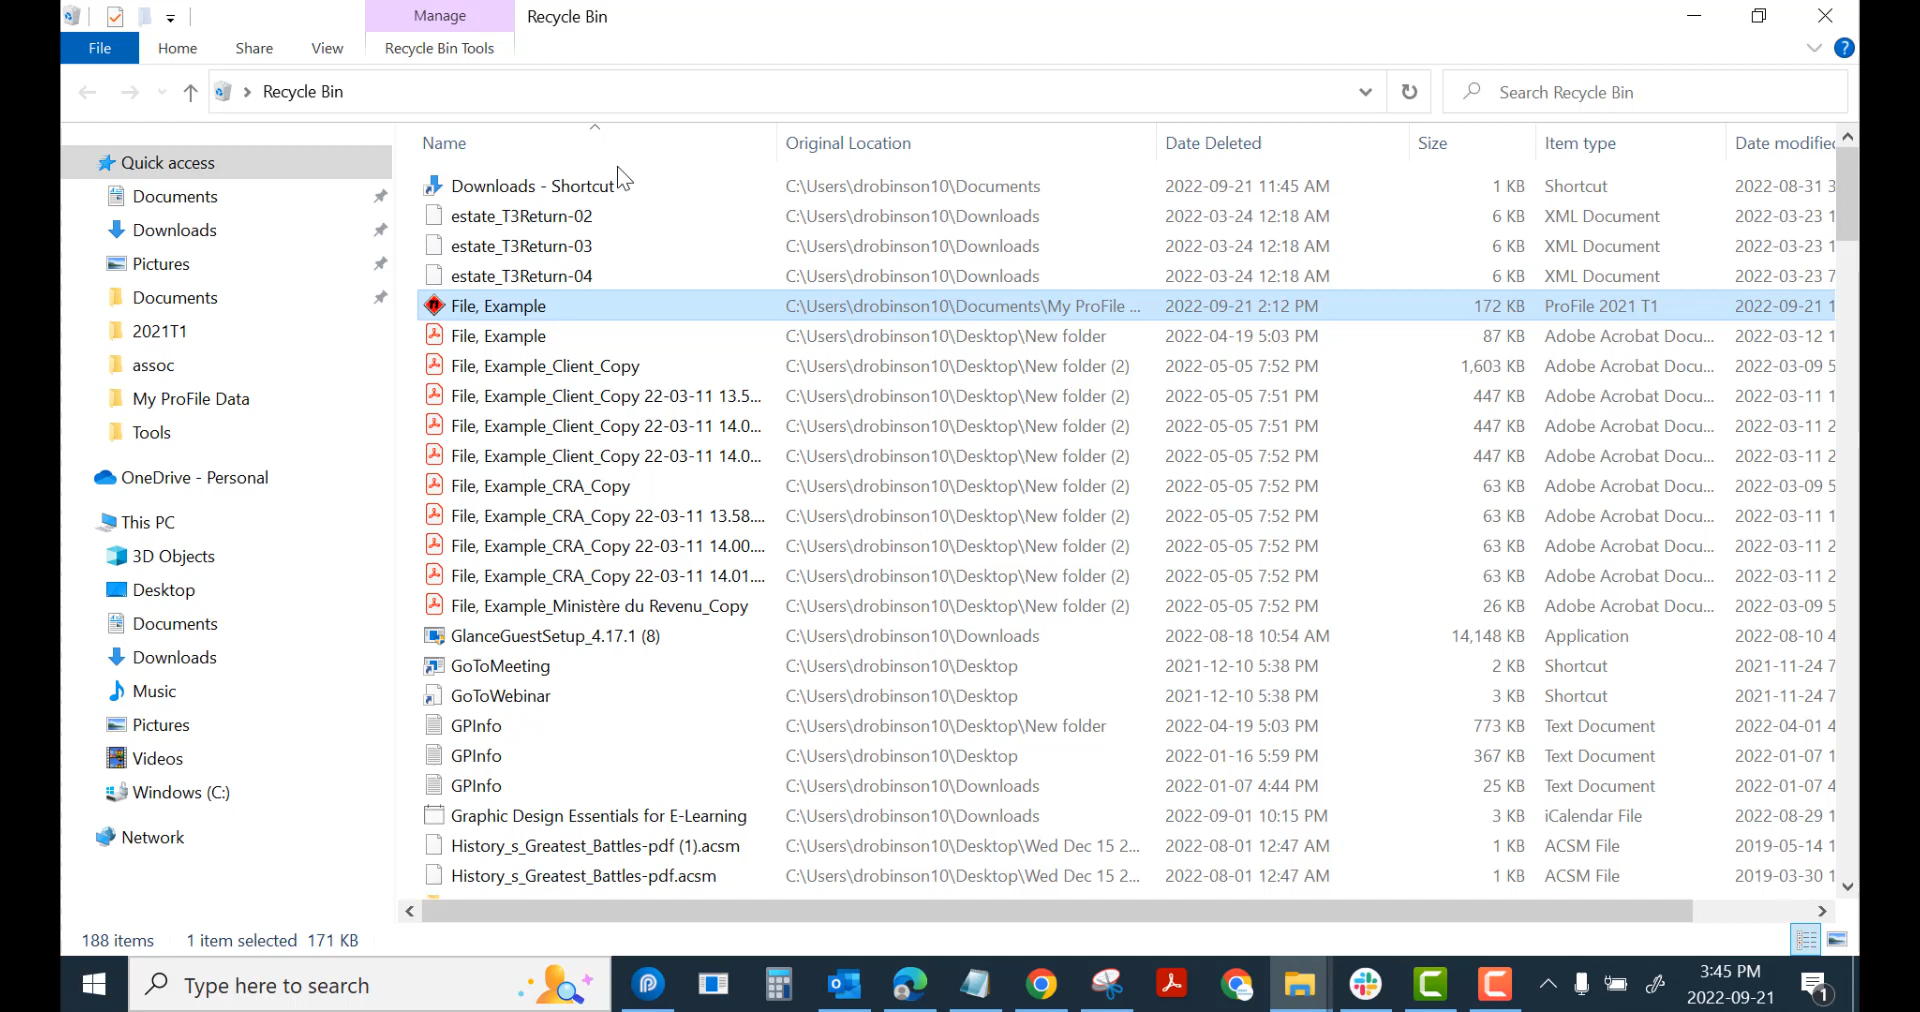 Manage Recycle Bin
File Home Share View Recycle Bin Tools
Recycle Bin Search Recycle Bin
Name Original Location Date Deleted Size Item type Date modified
Quick access
Documents
Downloads
Pictures
Documents
2021T1
assoc
My ProFile Data
Tools
OneDrive - Personal
This PC
3D Objects
Desktop
Documents
Downloads
Music
Pictures
Videos
Windows (C:)
Network
Downloads - Shortcut C:\Users\drobinson10\Documents 2022-09-21 11:45 AM 1 KB Shortcut 2022-08-31 3
estate_T3Return-02 C:\Users\drobinson10\Downloads 2022-03-24 12:18 AM 6 KB XML Document 2022-03-23 1
estate_T3Return-03 C:\Users\drobinson10\Downloads 2022-03-24 12:18 AM 6 KB XML Document 2022-03-23 1
estate_T3Return-04 C:\Users\drobinson10\Downloads 2022-03-24 12:18 AM 6 KB XML Document 2022-03-23 7
File, Example C:\Users\drobinson10\Documents\My ProFile ... 2022-09-21 2:12 PM 172 KB ProFile 2021 T1 2022-09-21 1
File, Example C:\Users\drobinson10\Desktop\New folder 2022-04-19 5:03 PM 87 KB Adobe Acrobat Docu... 2022-03-12 1
File, Example_Client_Copy C:\Users\drobinson10\Desktop\New folder (2) 2022-05-05 7:52 PM 1,603 KB Adobe Acrobat Docu... 2022-03-09 5
File, Example_Client_Copy 22-03-11 13.5... C:\Users\drobinson10\Desktop\New folder (2) 2022-05-05 7:51 PM 447 KB Adobe Acrobat Docu... 2022-03-11 1
File, Example_Client_Copy 22-03-11 14.0... C:\Users\drobinson10\Desktop\New folder (2) 2022-05-05 7:51 PM 447 KB Adobe Acrobat Docu... 2022-03-11 2
File, Example_Client_Copy 22-03-11 14.0... C:\Users\drobinson10\Desktop\New folder (2) 2022-05-05 7:52 PM 447 KB Adobe Acrobat Docu... 2022-03-11 2
File, Example_CRA_Copy C:\Users\drobinson10\Desktop\New folder (2) 2022-05-05 7:52 PM 63 KB Adobe Acrobat Docu... 2022-03-09 5
File, Example_CRA_Copy 22-03-11 13.58.... C:\Users\drobinson10\Desktop\New folder (2) 2022-05-05 7:52 PM 63 KB Adobe Acrobat Docu... 2022-03-11 1
File, Example_CRA_Copy 22-03-11 14.00.... C:\Users\drobinson10\Desktop\New folder (2) 2022-05-05 7:52 PM 63 KB Adobe Acrobat Docu... 2022-03-11 2
File, Example_CRA_Copy 22-03-11 14.01.... C:\Users\drobinson10\Desktop\New folder (2) 2022-05-05 7:52 PM 63 KB Adobe Acrobat Docu... 2022-03-11 2
File, Example_Ministère du Revenu_Copy C:\Users\drobinson10\Desktop\New folder (2) 2022-05-05 7:52 PM 26 KB Adobe Acrobat Docu... 2022-03-09 5
GlanceGuestSetup_4.17.1 (8) C:\Users\drobinson10\Downloads 2022-08-18 10:54 AM 14,148 KB Application 2022-08-10 4
GoToMeeting C:\Users\drobinson10\Desktop 2021-12-10 5:38 PM 2 KB Shortcut 2021-11-24 7
GoToWebinar C:\Users\drobinson10\Desktop 2021-12-10 5:38 PM 3 KB Shortcut 2021-11-24 7
GPInfo C:\Users\drobinson10\Desktop\New folder 2022-04-19 5:03 PM 773 KB Text Document 2022-04-01 4
GPInfo C:\Users\drobinson10\Desktop 2022-01-16 5:59 PM 367 KB Text Document 2022-01-07 1
GPInfo C:\Users\drobinson10\Downloads 2022-01-07 4:44 PM 25 KB Text Document 2022-01-07 4
Graphic Design Essentials for E-Learning C:\Users\drobinson10\Downloads 2022-09-01 10:15 PM 3 KB iCalendar File 2022-08-29 1
History_s_Greatest_Battles-pdf (1).acsm C:\Users\drobinson10\Desktop\Wed Dec 15 2... 2022-08-01 12:47 AM 1 KB ACSM File 2019-05-14 1
History_s_Greatest_Battles-pdf.acsm C:\Users\drobinson10\Desktop\Wed Dec 15 2... 2022-08-01 12:47 AM 1 KB ACSM File 2019-03-30 1
188 items 1 item selected 171 KB
Type here to search
3:45 PM
2022-09-21
1